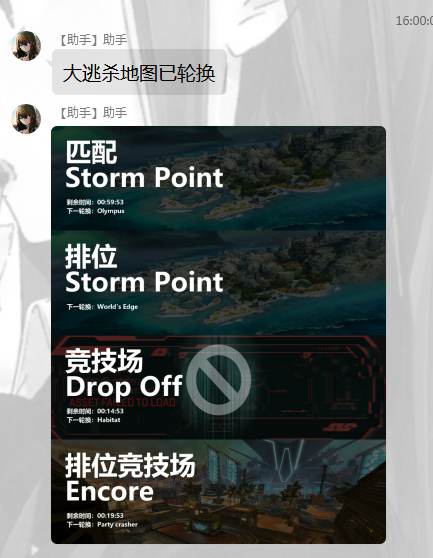 16:00:0
【助手】助手
大逃杀地图已轮换
【助手】助手
匹配
Storm Point
剩余时间：00:59:53
下一轮换：Olympus
排位
Storm Point
下一轮换：World's Edge
竞技场
Drop Off
ASSET FAILED TO LOAD
剩余时间：00:14:53
下一轮换：Habitat
排位竞技场
Encore
剩余时间：00:19:53
下一轮换：Party crasher